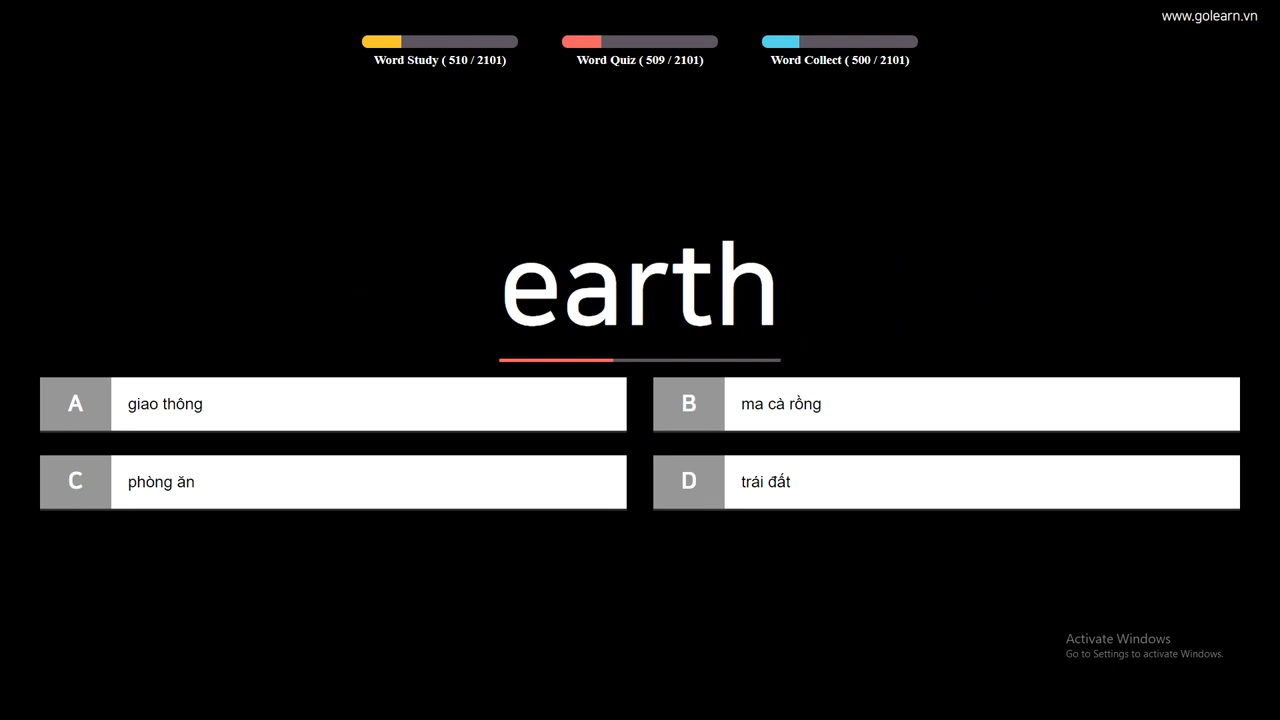 www.golearn.vn
Word Study ( 510 / 2101)
Word Quiz ( 509 / 2101)
Word Collect ( 500 / 2101)
earth
A giao thông
B ma cà rồng
C phòng ăn
D trái đất
Activate Windows
Go to Settings to activate Windows.